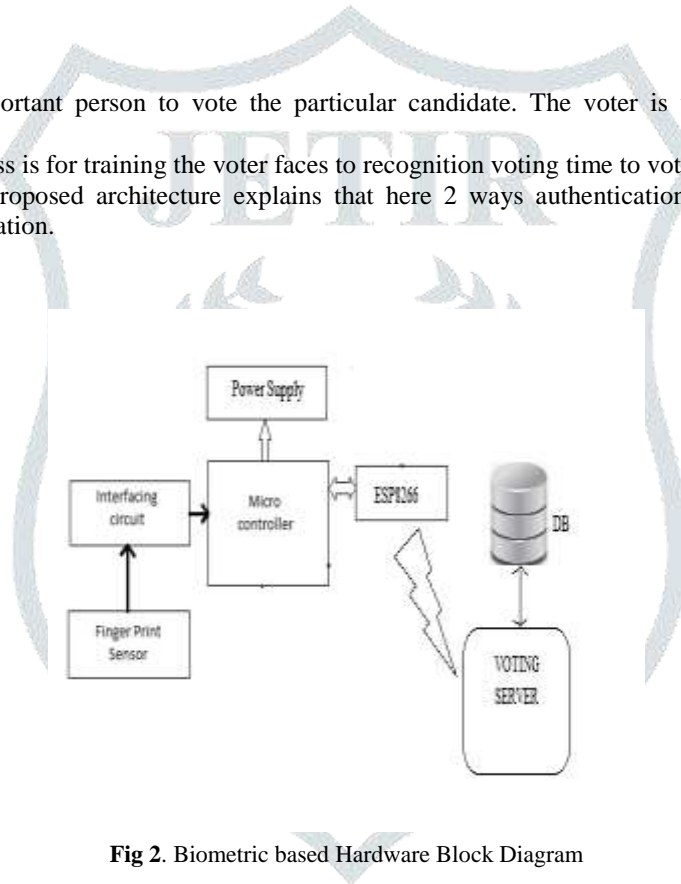 portant person to vote the particular candidate. The voter is
ss is for training the voter faces to recognition voting time to vot
roposed architecture explains that here 2 ways authentication
ation.
JETIR
Power Supply
Interfacing
circuit
Micro
controller
ESP8266
DB
Finger Print
Sensor
VOTING
SERVER
Fig 2. Biometric based Hardware Block Diagram